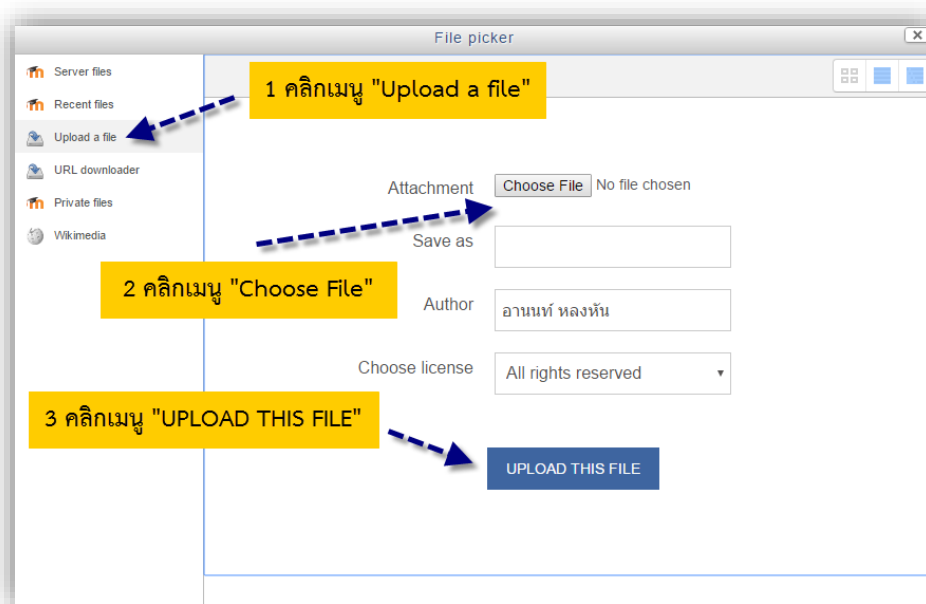 File picker
Server files
Recent files
Upload a file
URL downloader
Private files
Wikimedia
1 คลิกเมนู "Upload a file"
Attachment Choose File No file chosen
Save as
2 คลิกเมนู "Choose File"
Author อานนท์ หลงหัน
Choose license All rights reserved
3 คลิกเมนู "UPLOAD THIS FILE"
UPLOAD THIS FILE